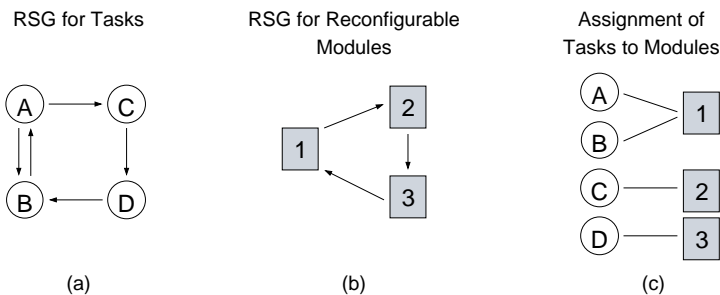 RSG for Tasks
A
C
B
D
(a)
RSG for Reconfigurable
Modules
1
2
3
(b)
Assignment of
Tasks to Modules
A
1
B
C
2
D
3
(c)